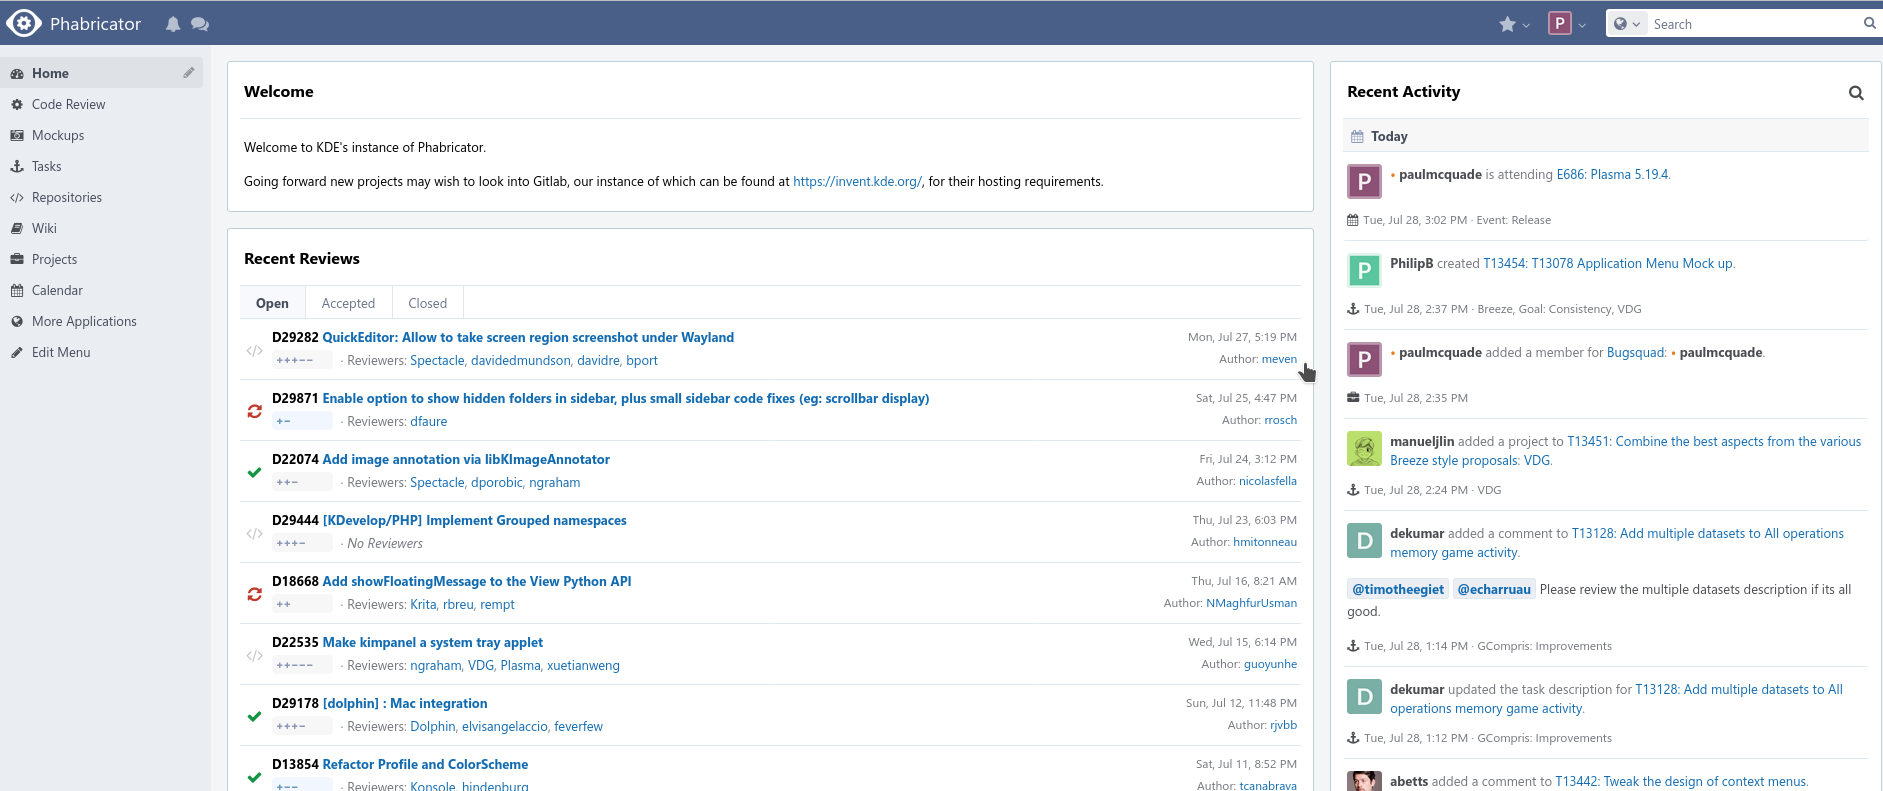 Phabricator
P
Search
Home
Code Review
Mockups
Tasks
Repositories
Wiki
Projects
Calendar
More Applications
Edit Menu
Welcome
Welcome to KDE's instance of Phabricator.
Going forward new projects may wish to look into Gitlab, our instance of which can be found at https://invent.kde.org/, for their hosting requirements.
Recent Reviews
Open Accepted Closed
D29282 QuickEditor: Allow to take screen region screenshot under Wayland Mon, Jul 27, 5:19 PM
+++-- · Reviewers: Spectacle, davidedmundson, davidre, bport Author: meven
D29871 Enable option to show hidden folders in sidebar, plus small sidebar code fixes (eg: scrollbar display) Sat, Jul 25, 4:47 PM
+- · Reviewers: dfaure Author: rrosch
D22074 Add image annotation via libKImageAnnotator Fri, Jul 24, 3:12 PM
++- · Reviewers: Spectacle, dporobic, ngraham Author: nicolasfella
D29444 [KDevelop/PHP] Implement Grouped namespaces Thu, Jul 23, 6:03 PM
+++- · No Reviewers Author: hmitonneau
D18668 Add showFloatingMessage to the View Python API Thu, Jul 16, 8:21 AM
++ · Reviewers: Krita, rbreu, rempt Author: NMaghfurUsman
D22535 Make kimpanel a system tray applet Wed, Jul 15, 6:14 PM
++--- · Reviewers: ngraham, VDG, Plasma, xuetianweng Author: guoyunhe
D29178 [dolphin] : Mac integration Sun, Jul 12, 11:48 PM
+++- · Reviewers: Dolphin, elvisangelaccio, feverfew Author: rjvbb
D13854 Refactor Profile and ColorScheme Sat, Jul 11, 8:52 PM
+-- · Reviewers: Konsole, hindenburg Author: tcanabrava
Recent Activity
Today
P • paulmcquade is attending E686: Plasma 5.19.4.
Tue, Jul 28, 3:02 PM · Event: Release
P PhilipB created T13454: T13078 Application Menu Mock up.
Tue, Jul 28, 2:37 PM · Breeze, Goal: Consistency, VDG
P • paulmcquade added a member for Bugsquad: • paulmcquade.
Tue, Jul 28, 2:35 PM
manueljlin added a project to T13451: Combine the best aspects from the various
Breeze style proposals: VDG.
Tue, Jul 28, 2:24 PM · VDG
D dekumar added a comment to T13128: Add multiple datasets to All operations
memory game activity.
@timotheegiet @echarruau Please review the multiple datasets description if its all
good.
Tue, Jul 28, 1:14 PM · GCompris: Improvements
D dekumar updated the task description for T13128: Add multiple datasets to All
operations memory game activity.
Tue, Jul 28, 1:12 PM · GCompris: Improvements
abetts added a comment to T13442: Tweak the design of context menus.